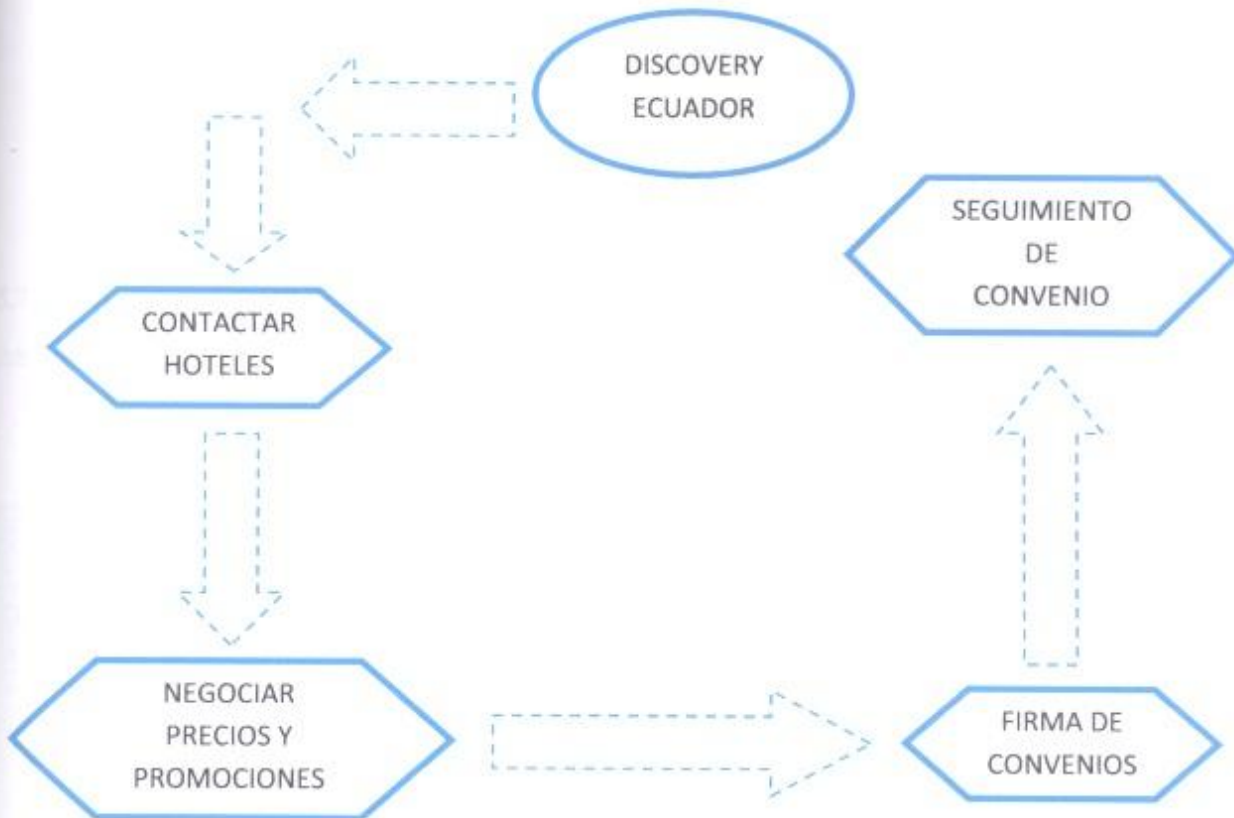 DISCOVERY
ECUADOR
CONTACTAR
HOTELES
NEGOCIAR
PRECIOS Y
PROMOCIONES
FIRMA DE
CONVENIOS
SEGUIMIENTO
DE
CONVENIO